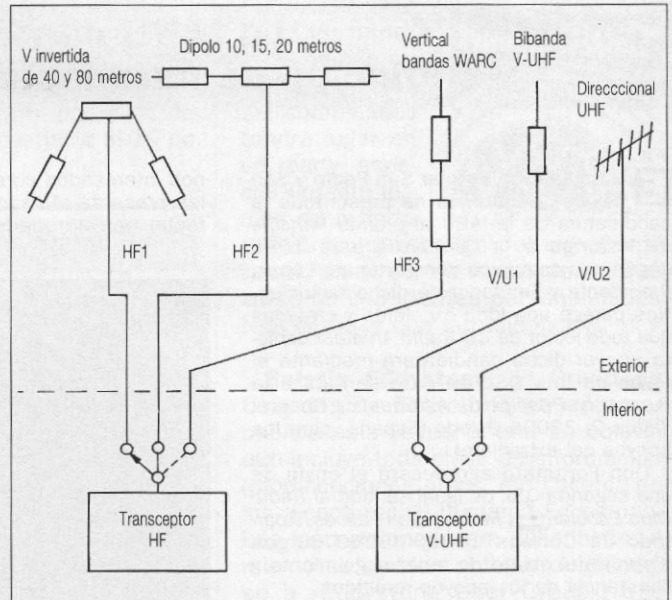 V invertida
de 40 y 80 metros
Dipolo 10, 15, 20 metros
Vertical
bandas WARC
Bibanda
V-UHF
Direcccional
UHF
HF1
HF2
HF3
V/U1
V/U2
Exterior
Interior
Transceptor
HF
Transceptor
V-UHF